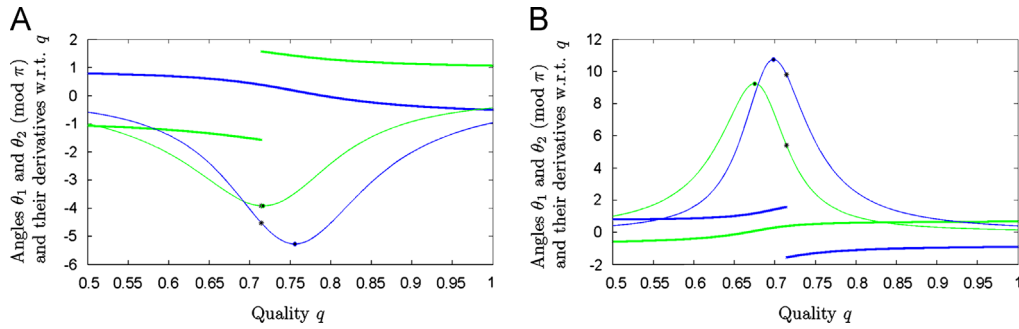 A
B
Angles θ1 and θ2 (mod π)
and their derivatives w.r.t. q
2
1
0
-1
-2
-3
-4
-5
-6
0.5 0.55 0.6 0.65 0.7 0.75 0.8 0.85 0.9 0.95 1
Quality q
Angles θ1 and θ2 (mod π)
and their derivatives w.r.t. q
12
10
8
6
4
2
0
-2
0.5 0.55 0.6 0.65 0.7 0.75 0.8 0.85 0.9 0.95 1
Quality q